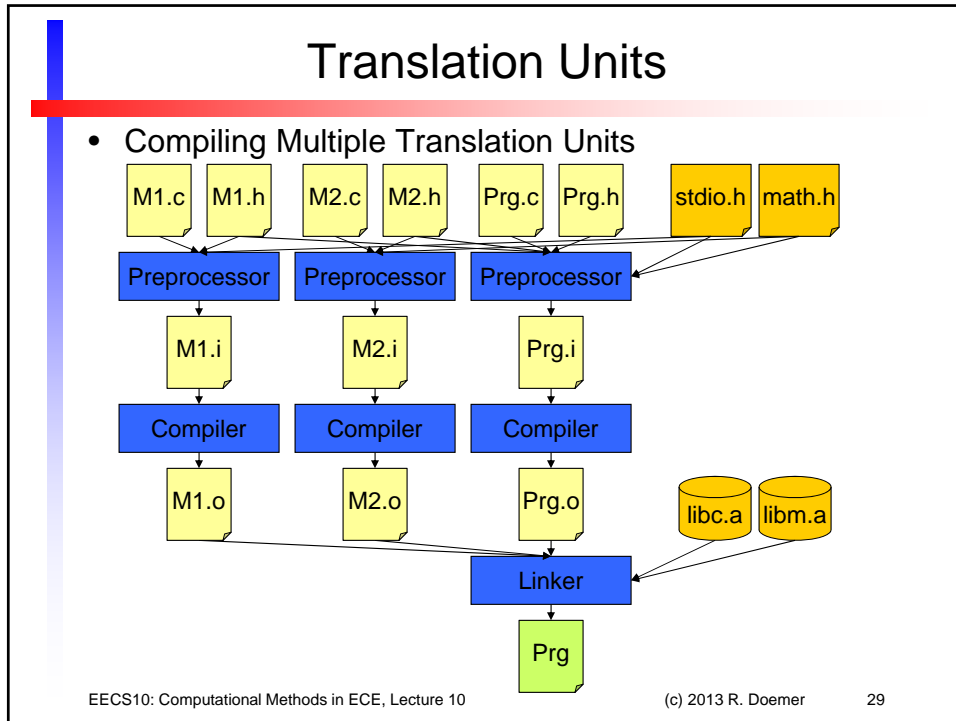 Translation Units
• Compiling Multiple Translation Units
M1.c M1.h M2.c M2.h Prg.c Prg.h stdio.h math.h
Preprocessor Preprocessor Preprocessor
M1.i M2.i Prg.i
Compiler Compiler Compiler
M1.o M2.o Prg.o libc.a libm.a
Linker
Prg
EECS10: Computational Methods in ECE, Lecture 10 (c) 2013 R. Doemer 29